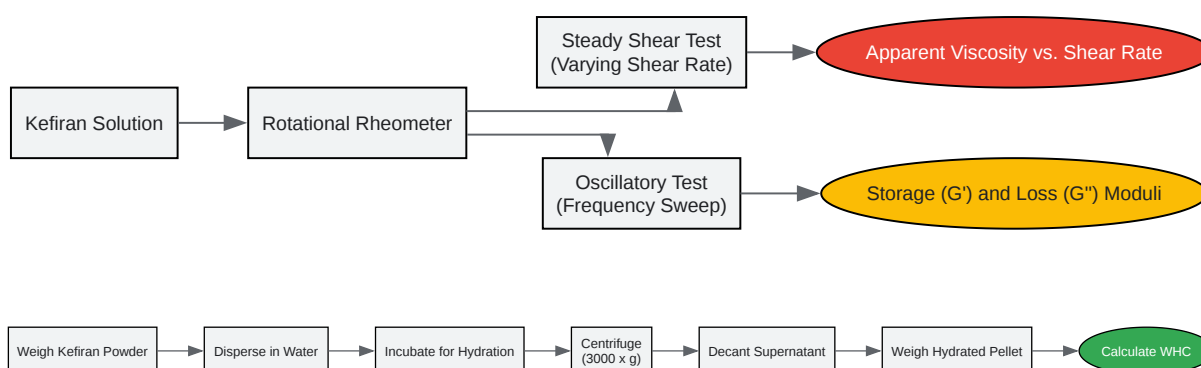 Steady Shear Test
(Varying Shear Rate)
Apparent Viscosity vs. Shear Rate
Kefiran Solution
Rotational Rheometer
Oscillatory Test
(Frequency Sweep)
Storage (G') and Loss (G'') Moduli
Weigh Kefiran Powder
Disperse in Water
Incubate for Hydration
Centrifuge
(3000 x g)
Decant Supernatant
Weigh Hydrated Pellet
Calculate WHC